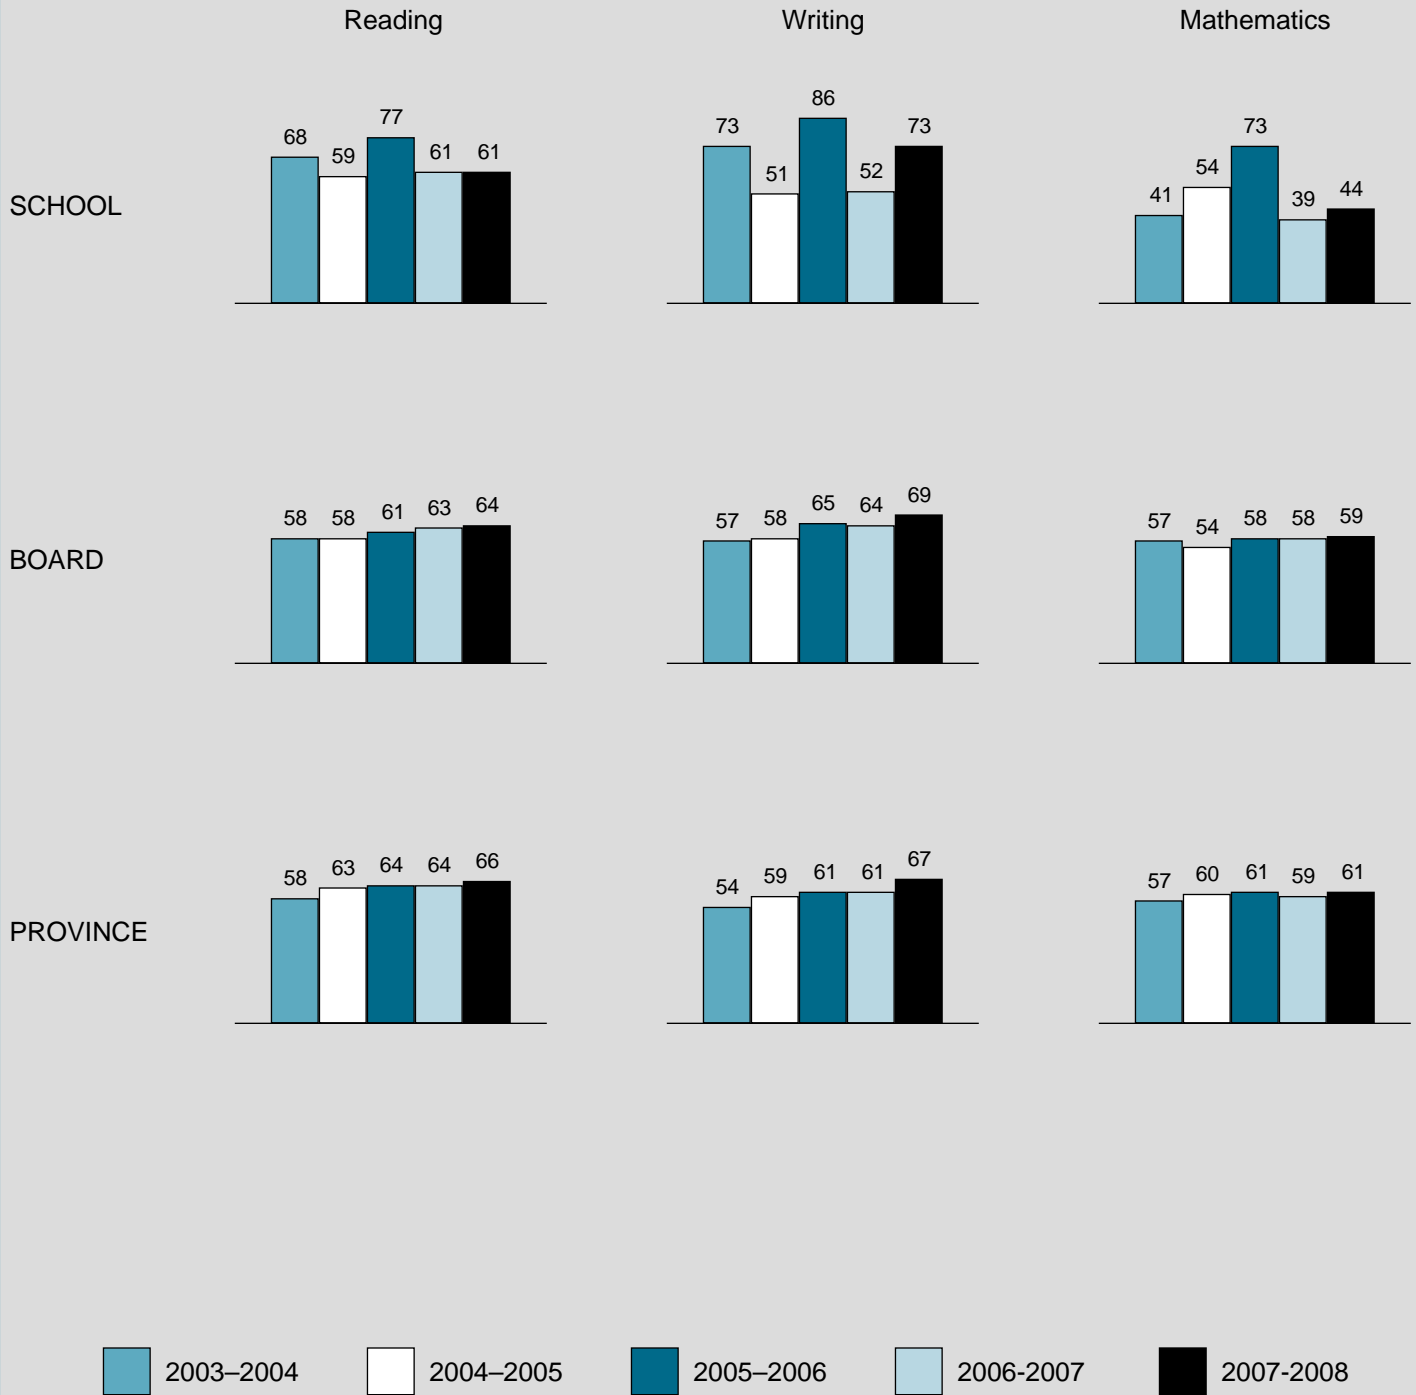 Reading Writing Mathematics
SCHOOL
68 59 77 61 61
73 51 86 52 73
41 54 73 39 44
BOARD
58 58 61 63 64
57 58 65 64 69
57 54 58 58 59
PROVINCE
58 63 64 64 66
54 59 61 61 67
57 60 61 59 61
2003–2004 2004–2005 2005–2006 2006-2007 2007-2008